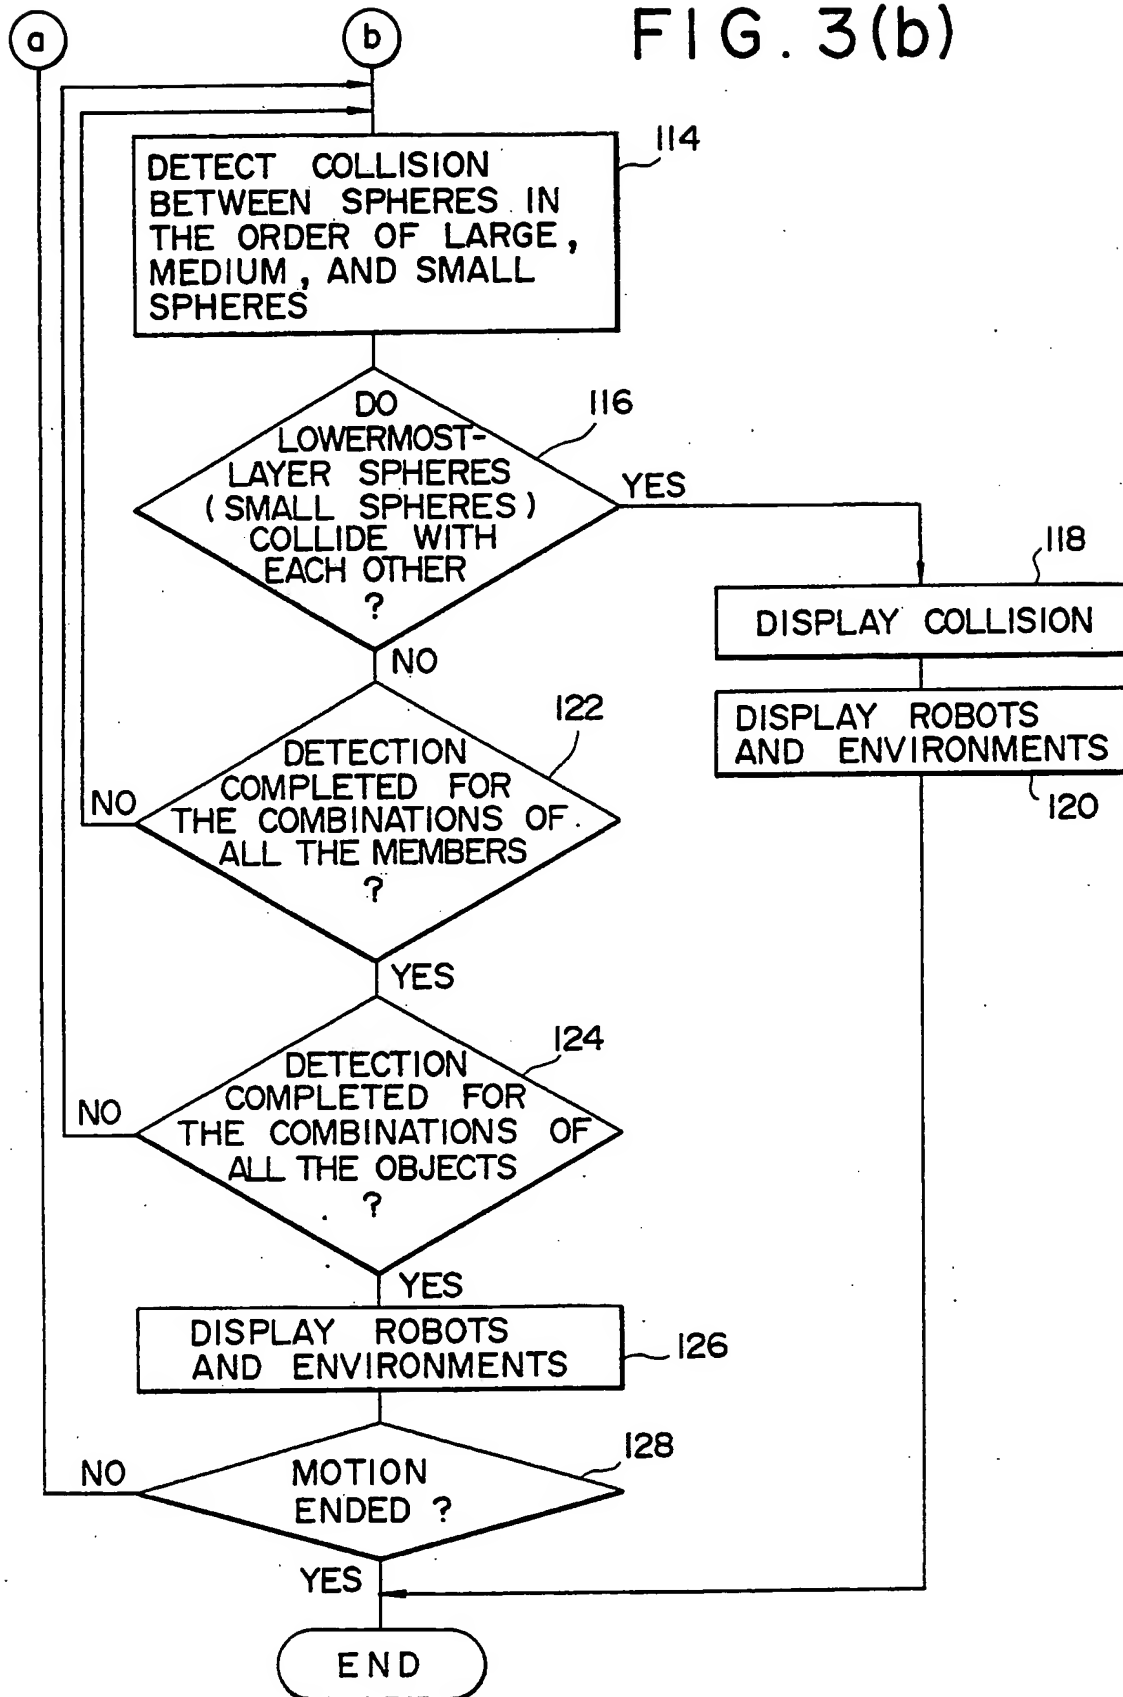 FIG. 3(b)
a
b
DETECT COLLISION
BETWEEN SPHERES IN
THE ORDER OF LARGE,
MEDIUM, AND SMALL
SPHERES
114
DO
LOWERMOST-
LAYER SPHERES
(SMALL SPHERES)
COLLIDE WITH
EACH OTHER
?
116
YES
NO
118
DISPLAY COLLISION
DISPLAY ROBOTS
AND ENVIRONMENTS
120
122
DETECTION
COMPLETED FOR
THE COMBINATIONS OF
ALL THE MEMBERS
?
NO
YES
124
DETECTION
COMPLETED FOR
THE COMBINATIONS OF
ALL THE OBJECTS
?
NO
YES
DISPLAY ROBOTS
AND ENVIRONMENTS
126
128
MOTION
ENDED ?
NO
YES
END